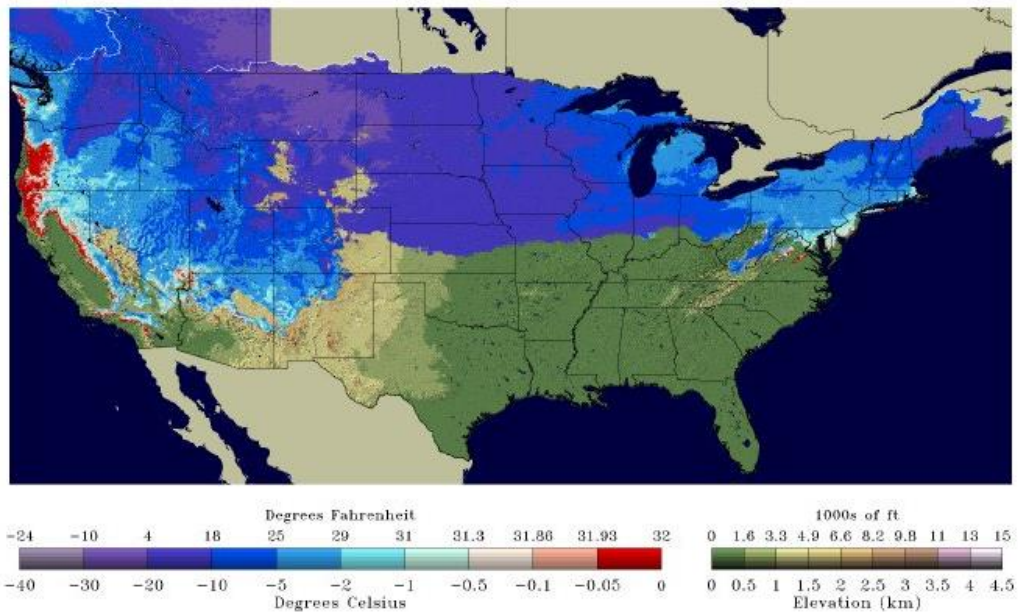 Degrees Fahrenheit
-24 -10 4 18 25 29 31 31.3 31.86 31.93 32
-40 -30 -20 -10 -5 -2 -1 -0.5 -0.1 -0.05 0
Degrees Celsius
1000s of ft
0 1.6 3.3 4.9 6.6 8.2 9.8 11 13 15
0 0.5 1 1.5 2 2.5 3 3.5 4 4.5
Elevation (km)